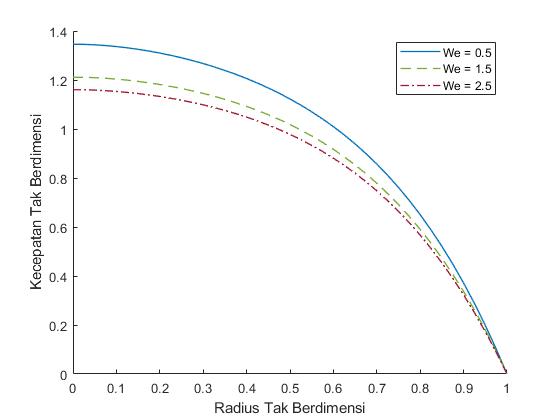 1.4
1.2
1
0.8
0.6
0.4
0.2
0
Kecepatan Tak Berdimensi
We = 0.5
We = 1.5
We = 2.5
0 0.1 0.2 0.3 0.4 0.5 0.6 0.7 0.8 0.9 1
Radius Tak Berdimensi